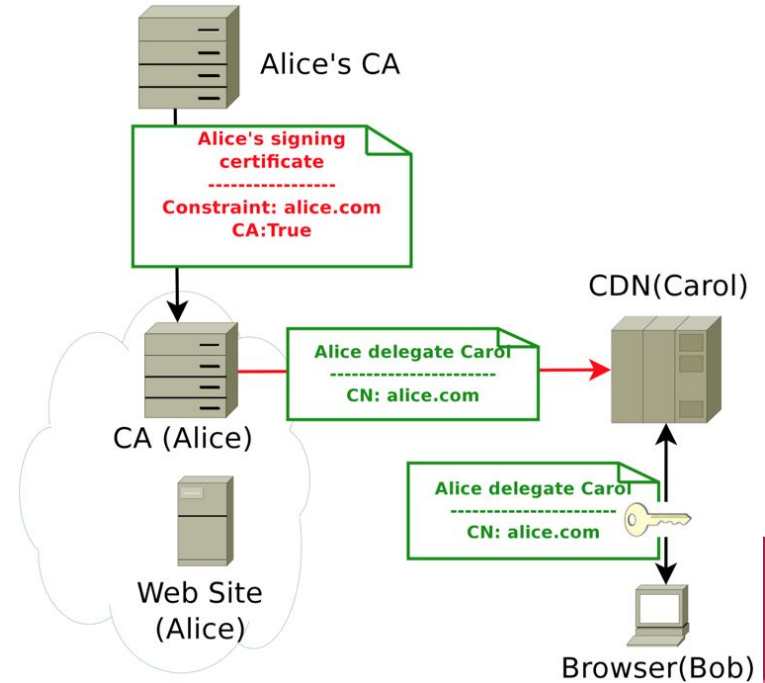 Alice's CA
Alice's signing
certificate
-----------------
Constraint: alice.com
CA:True
CDN(Carol)
Alice delegate Carol
-----------------------
CN: alice.com
CA (Alice)
Alice delegate Carol
-----------------------
CN: alice.com
Web Site
(Alice)
Browser(Bob)